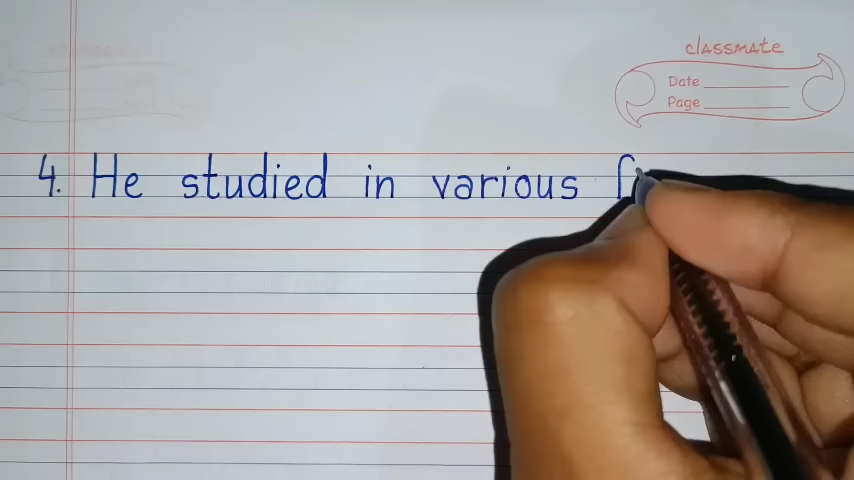 classmate
Date
Page
4. He studied in various